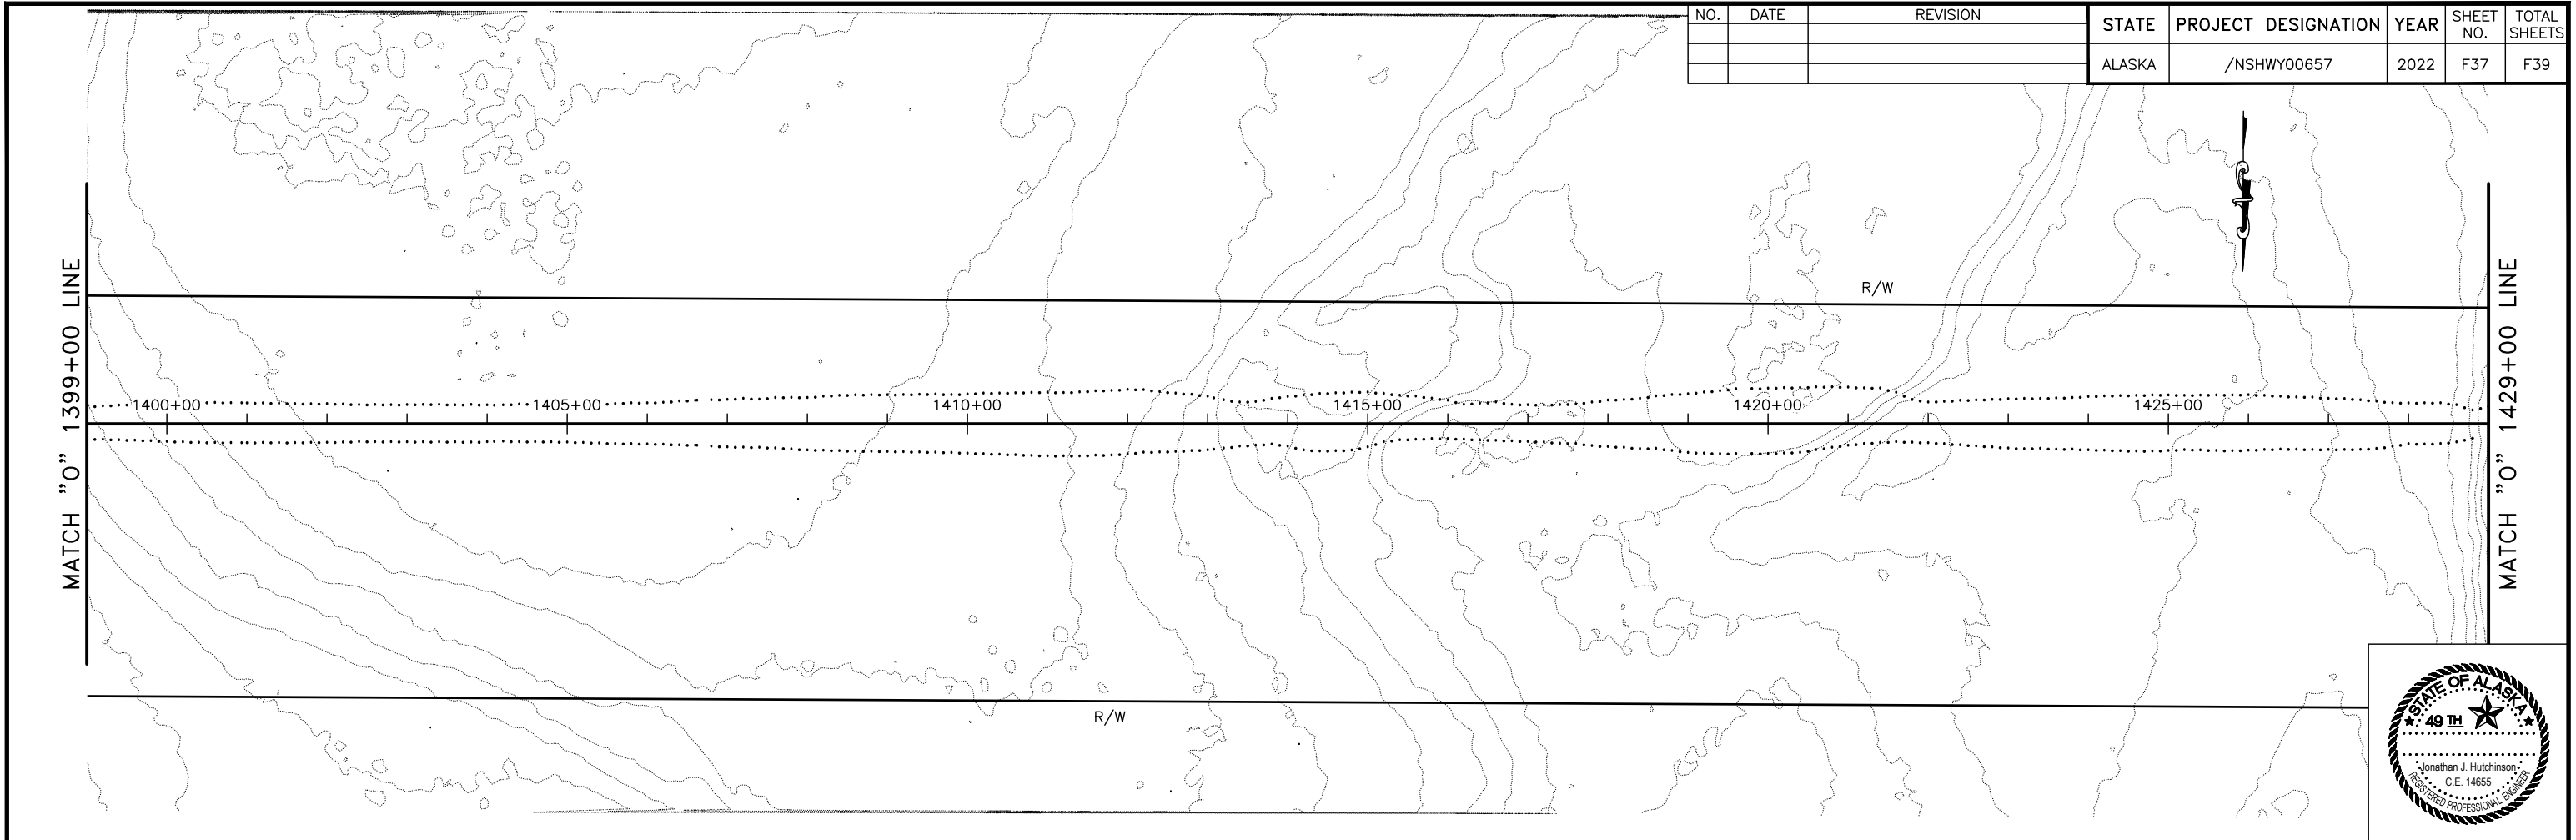 NO. DATE REVISION
STATE PROJECT DESIGNATION YEAR SHEET NO. TOTAL SHEETS
ALASKA /NSHWY00657 2022 F37 F39
MATCH "O" 1399+00 LINE
R/W
1400+00 1405+00 1410+00 1415+00 1420+00 1425+00
R/W
MATCH "O" 1429+00 LINE
STATE OF ALASKA
49 TH
Jonathan J. Hutchinson
C.E. 14655
REGISTERED PROFESSIONAL ENGINEER